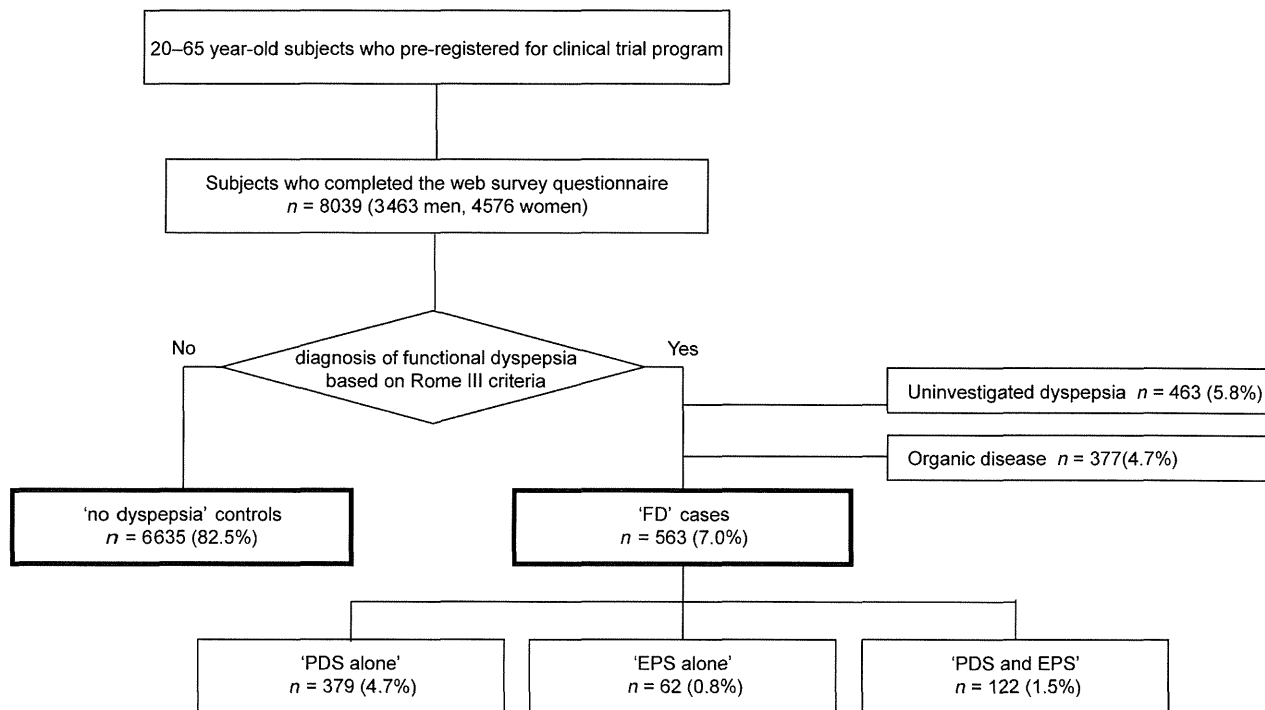 20–65 year-old subjects who pre-registered for clinical trial program
Subjects who completed the web survey questionnaire
n = 8039 (3463 men, 4576 women)
No
diagnosis of functional dyspepsia
based on Rome III criteria
Yes
Uninvestigated dyspepsia n = 463 (5.8%)
Organic disease n = 377(4.7%)
‘no dyspepsia’ controls
n = 6635 (82.5%)
‘FD’ cases
n = 563 (7.0%)
‘PDS alone’
n = 379 (4.7%)
‘EPS alone’
n = 62 (0.8%)
‘PDS and EPS’
n = 122 (1.5%)